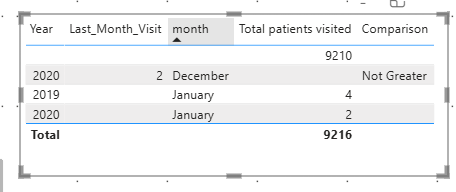 Year Last_Month_Visit month Total patients visited Comparison
9210
2020 2 December Not Greater
2019 January 4
2020 January 2
Total 9216